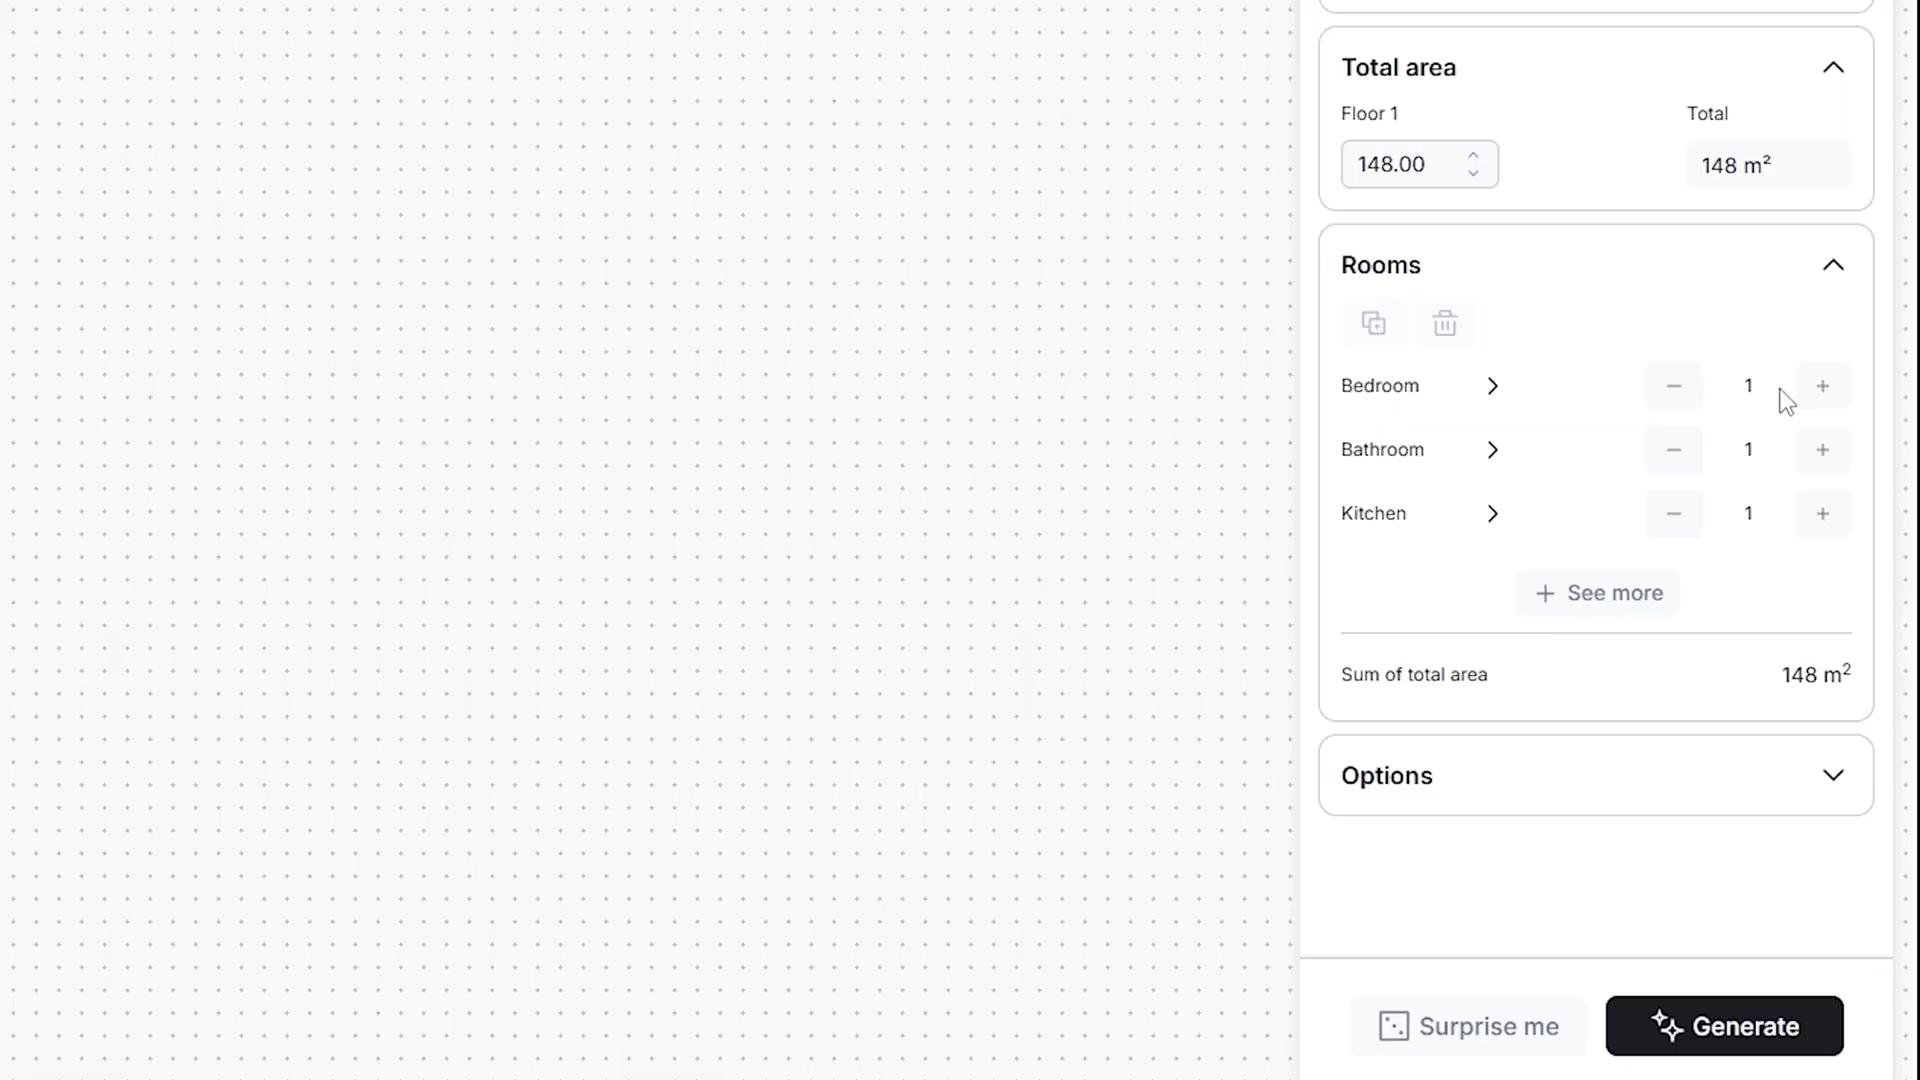 Total area
Floor 1
Total
148.00
148 m²
Rooms
Bedroom
1
Bathroom
1
Kitchen
1
See more
Sum of total area
148 m²
Options
Surprise me
Generate